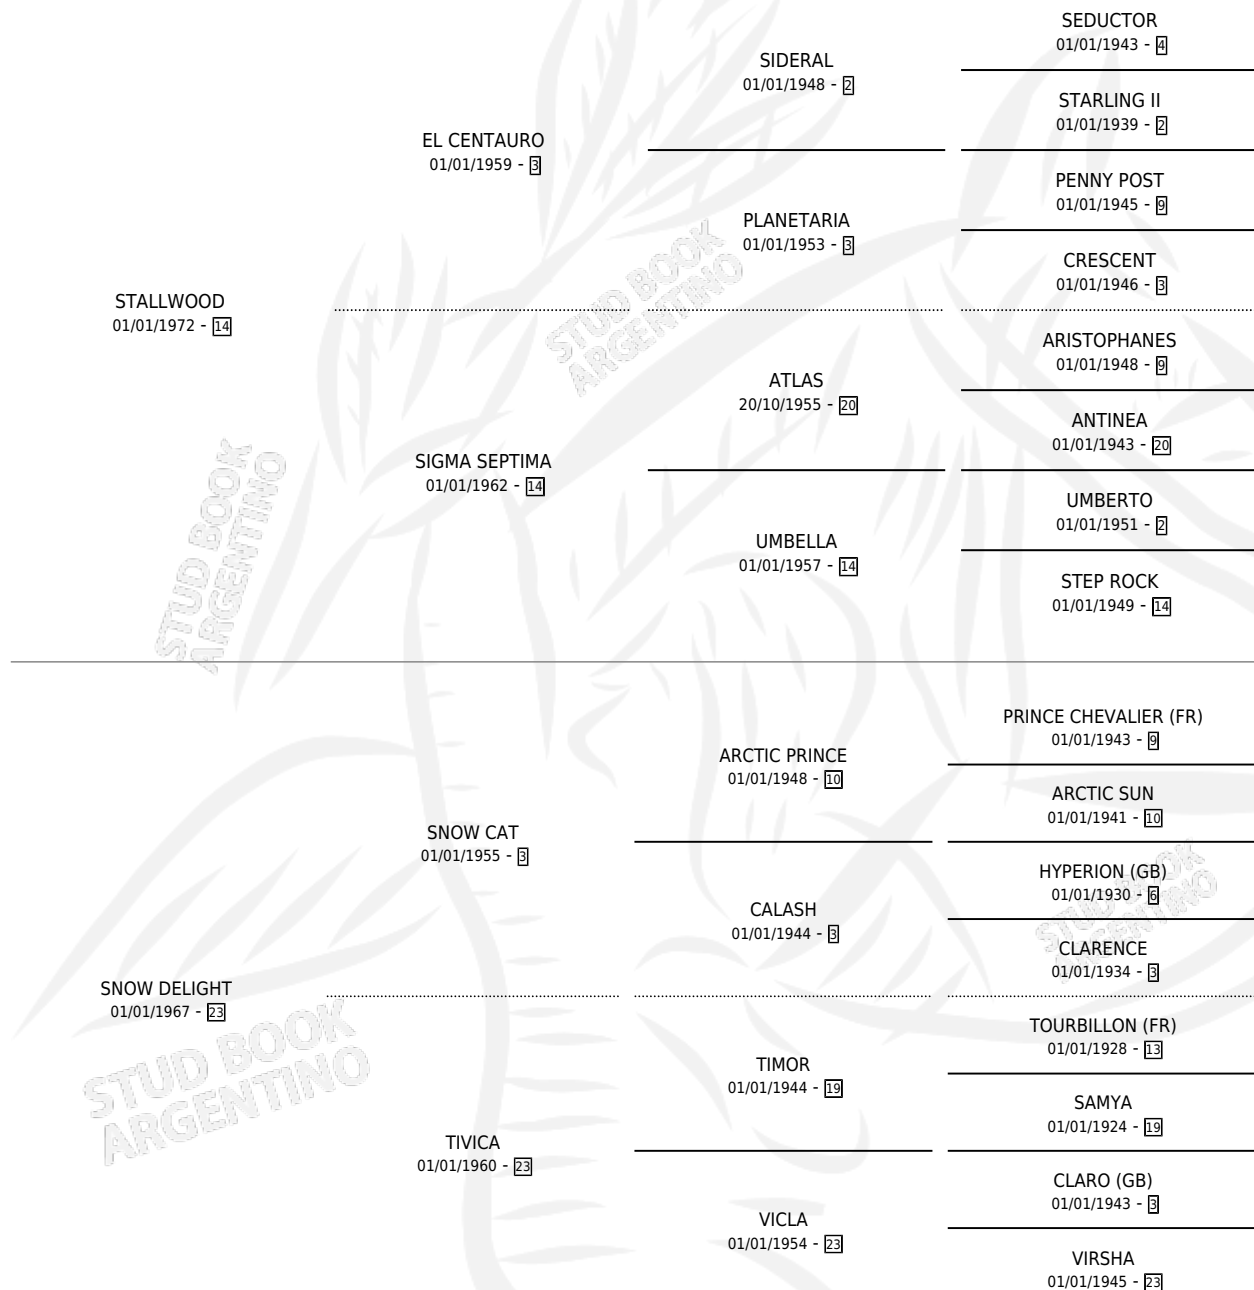 STALLWOOD
01/01/1972 - 14
EL CENTAURO
01/01/1959 - 3
SIGMA SEPTIMA
01/01/1962 - 14
SIDERAL
01/01/1948 - 2
PLANETARIA
01/01/1953 - 3
ATLAS
20/10/1955 - 20
UMBELLA
01/01/1957 - 14
SEDUCTOR
01/01/1943 - 4
STARLING II
01/01/1939 - 2
PENNY POST
01/01/1945 - 9
CRESCENT
01/01/1946 - 3
ARISTOPHANES
01/01/1948 - 9
ANTINEA
01/01/1943 - 20
UMBERTO
01/01/1951 - 2
STEP ROCK
01/01/1949 - 14
SNOW DELIGHT
01/01/1967 - 23
SNOW CAT
01/01/1955 - 3
TIVICA
01/01/1960 - 23
ARCTIC PRINCE
01/01/1948 - 10
CALASH
01/01/1944 - 3
TIMOR
01/01/1944 - 19
VICLA
01/01/1954 - 23
PRINCE CHEVALIER (FR)
01/01/1943 - 9
ARCTIC SUN
01/01/1941 - 10
HYPERION (GB)
01/01/1930 - 6
CLARENCE
01/01/1934 - 3
TOURBILLON (FR)
01/01/1928 - 13
SAMYA
01/01/1924 - 19
CLARO (GB)
01/01/1943 - 3
VIRSHA
01/01/1945 - 23
STUD BOOK
ARGENTINO
STUD BOOK
ARGENTINO
STUD BOOK
ARGENTINO
STUD BOOK
ARGENTINO